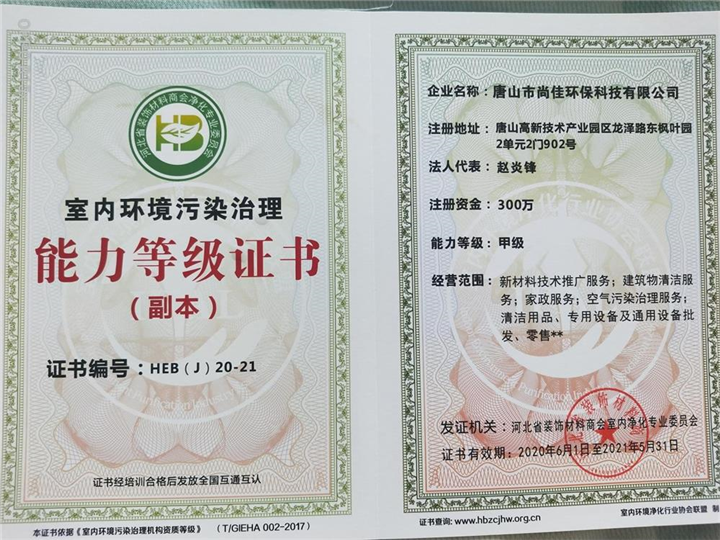 河北省装饰材料商会净化专业委员会
HB
室内环境污染治理
能力等级证书
（副本）
证书编号：HEB（J）20-21
证书经培训合格后发放全国互通互认
本证书依据《室内环境污染治理机构资质等级》（T/GIEHA 002-2017）
企业名称：唐山市尚佳环保科技有限公司
注册地址：唐山高新技术产业园区龙泽路东枫叶园
2单元2门902号
法人代表：赵炎锋
注册资金：300万
能力等级：甲级
经营范围：新材料技术推广服务；建筑物清洁服
务；家政服务；空气污染治理服务；
清洁用品、专用设备及通用设备批
发、零售**
发证机关：河北省装饰材料商会室内净化专业委员会
证书有效期：2020年6月1日至2021年5月31日
证书查询：www.hbzcjhw.org.cn
室内环境净化行业协会联盟 制